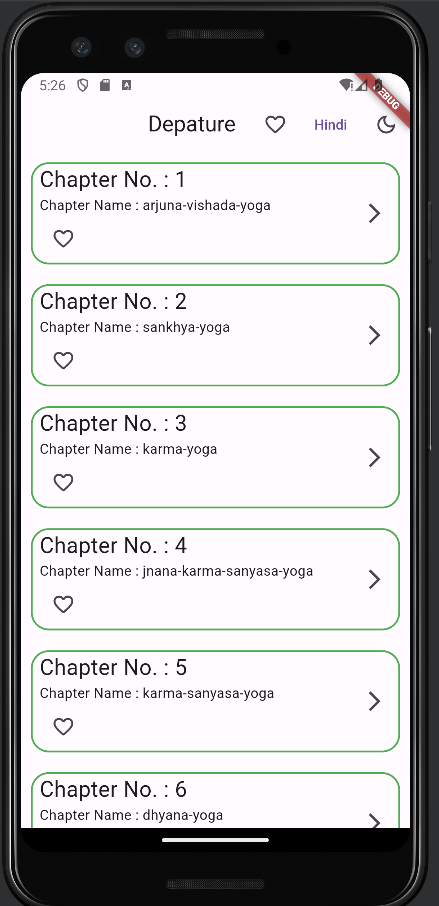 5:26
DEBUG
Depature
Hindi
Chapter No. : 1
Chapter Name : arjuna-vishada-yoga
Chapter No. : 2
Chapter Name : sankhya-yoga
Chapter No. : 3
Chapter Name : karma-yoga
Chapter No. : 4
Chapter Name : jnana-karma-sanyasa-yoga
Chapter No. : 5
Chapter Name : karma-sanyasa-yoga
Chapter No. : 6
Chapter Name : dhyana-yoga